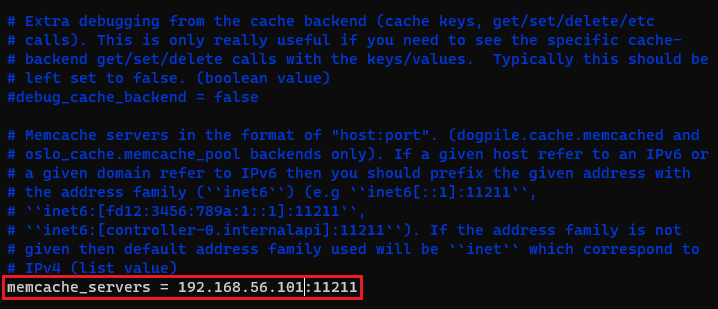 # Extra debugging from the cache backend (cache keys, get/set/delete/etc
# calls). This is only really useful if you need to see the specific cache-
# backend get/set/delete calls with the keys/values.  Typically this should be
# left set to false. (boolean value)
#debug_cache_backend = false
# Memcache servers in the format of "host:port". (dogpile.cache.memcached and
# oslo_cache.memcache_pool backends only). If a given host refer to an IPv6 or
# a given domain refer to IPv6 then you should prefix the given address with
# the address family (``inet6``) (e.g ``inet6[::1]:11211``,
# ``inet6:[fd12:3456:789a:1::1]:11211``,
# ``inet6:[controller-0.internalapi]:11211``). If the address family is not
# given then default address family used will be ``inet`` which correspond to
# IPv4 (list value)
memcache_servers = 192.168.56.101:11211